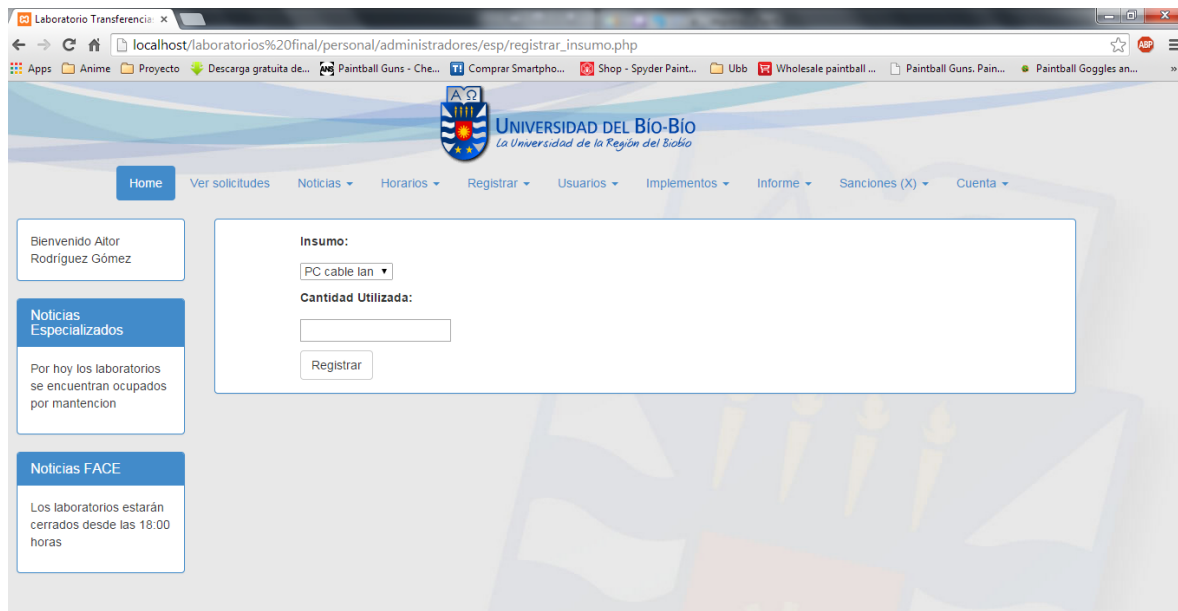 Laboratorio Transferencia
localhost/laboratorios%20final/personal/administradores/esp/registrar_insumo.php
ABP
Apps Anime Proyecto Descarga gratuita de... Paintball Guns - Che... Comprar Smartpho... Shop - Spyder Paint... Ubb Wholesale paintball ... Paintball Guns. Pain... Paintball Goggles an... »
ΑΩ
UNIVERSIDAD DEL BÍO-BÍO
La Universidad de la Región del Biobío
Home Ver solicitudes Noticias Horarios Registrar Usuarios Implementos Informe Sanciones (X) Cuenta
Bienvenido Aitor
Rodríguez Gómez
Insumo:
PC cable lan
Cantidad Utilizada:
Registrar
Noticias
Especializados
Por hoy los laboratorios
se encuentran ocupados
por mantencion
Noticias FACE
Los laboratorios estarán
cerrados desde las 18:00
horas